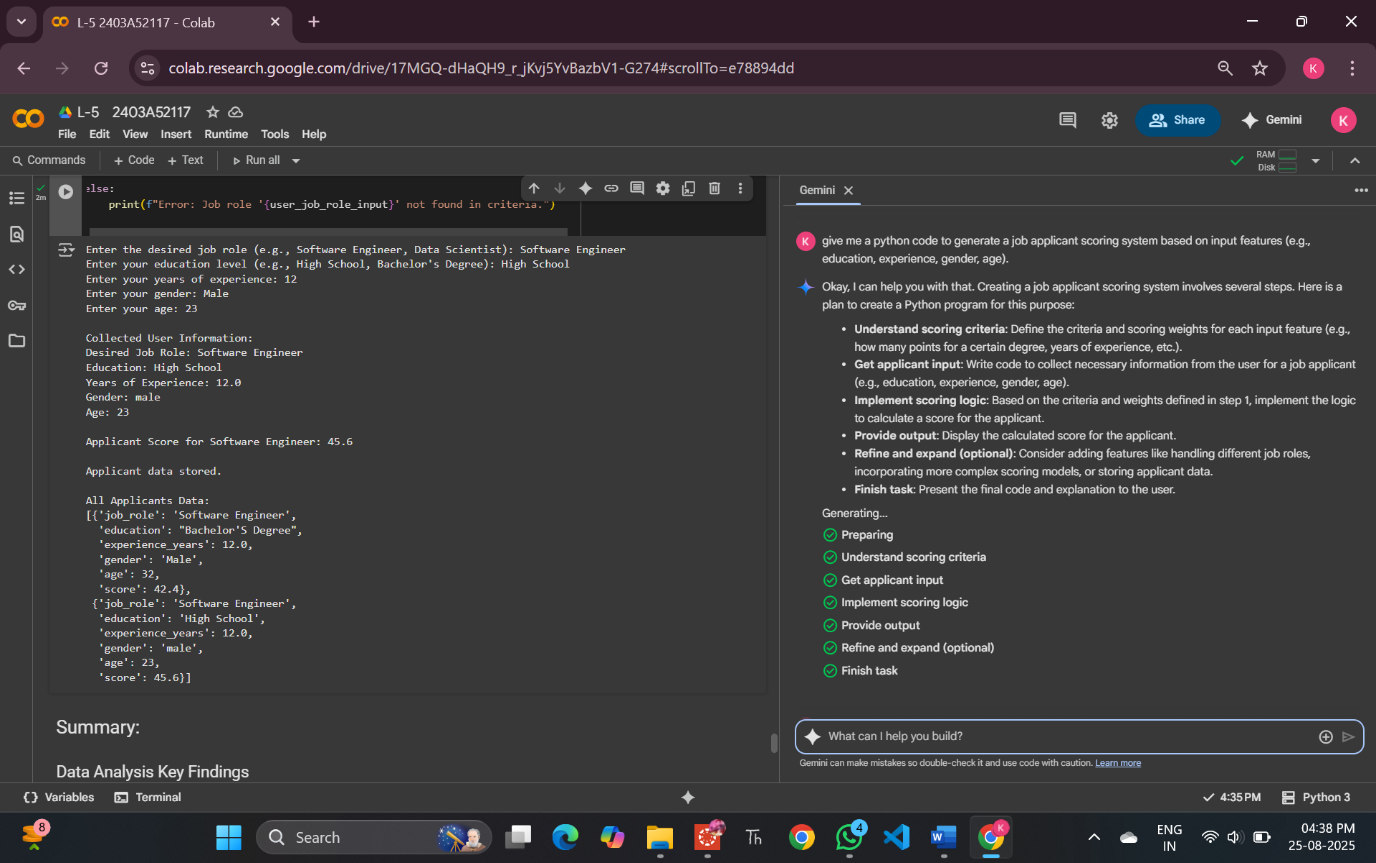 L-5 2403A52117 - Colab
colab.research.google.com/drive/17MGQ-dHaQH9_r_jKvj5YvBazbV1-G274#scrollTo=e78894dd
K
L-5 2403A52117
File Edit View Insert Runtime Tools Help
Share
Gemini
K
Commands + Code + Text Run all
RAM
Disk
2m
else:
print(f"Error: Job role '{user_job_role_input}' not found in criteria.")
Enter the desired job role (e.g., Software Engineer, Data Scientist): Software Engineer
Enter your education level (e.g., High School, Bachelor's Degree): High School
Enter your years of experience: 12
Enter your gender: Male
Enter your age: 23
Collected User Information:
Desired Job Role: Software Engineer
Education: High School
Years of Experience: 12.0
Gender: male
Age: 23
Applicant Score for Software Engineer: 45.6
Applicant data stored.
All Applicants Data:
[{'job_role': 'Software Engineer',
'education': "Bachelor'S Degree",
'experience_years': 12.0,
'gender': 'Male',
'age': 32,
'score': 42.4},
{'job_role': 'Software Engineer',
'education': 'High School',
'experience_years': 12.0,
'gender': 'male',
'age': 23,
'score': 45.6}]
Summary:
Data Analysis Key Findings
Gemini
K
give me a python code to generate a job applicant scoring system based on input features (e.g.,
education, experience, gender, age).
Okay, I can help you with that. Creating a job applicant scoring system involves several steps. Here is a
plan to create a Python program for this purpose:
• Understand scoring criteria: Define the criteria and scoring weights for each input feature (e.g.,
how many points for a certain degree, years of experience, etc.).
• Get applicant input: Write code to collect necessary information from the user for a job applicant
(e.g., education, experience, gender, age).
• Implement scoring logic: Based on the criteria and weights defined in step 1, implement the logic
to calculate a score for the applicant.
• Provide output: Display the calculated score for the applicant.
• Refine and expand (optional): Consider adding features like handling different job roles,
incorporating more complex scoring models, or storing applicant data.
• Finish task: Present the final code and explanation to the user.
Generating...
Preparing
Understand scoring criteria
Get applicant input
Implement scoring logic
Provide output
Refine and expand (optional)
Finish task
What can I help you build?
Gemini can make mistakes so double-check it and use code with caution. Learn more
{} Variables Terminal
4:35 PM Python 3
8
Search
Th
4
K
ENG
IN
04:38 PM
25-08-2025